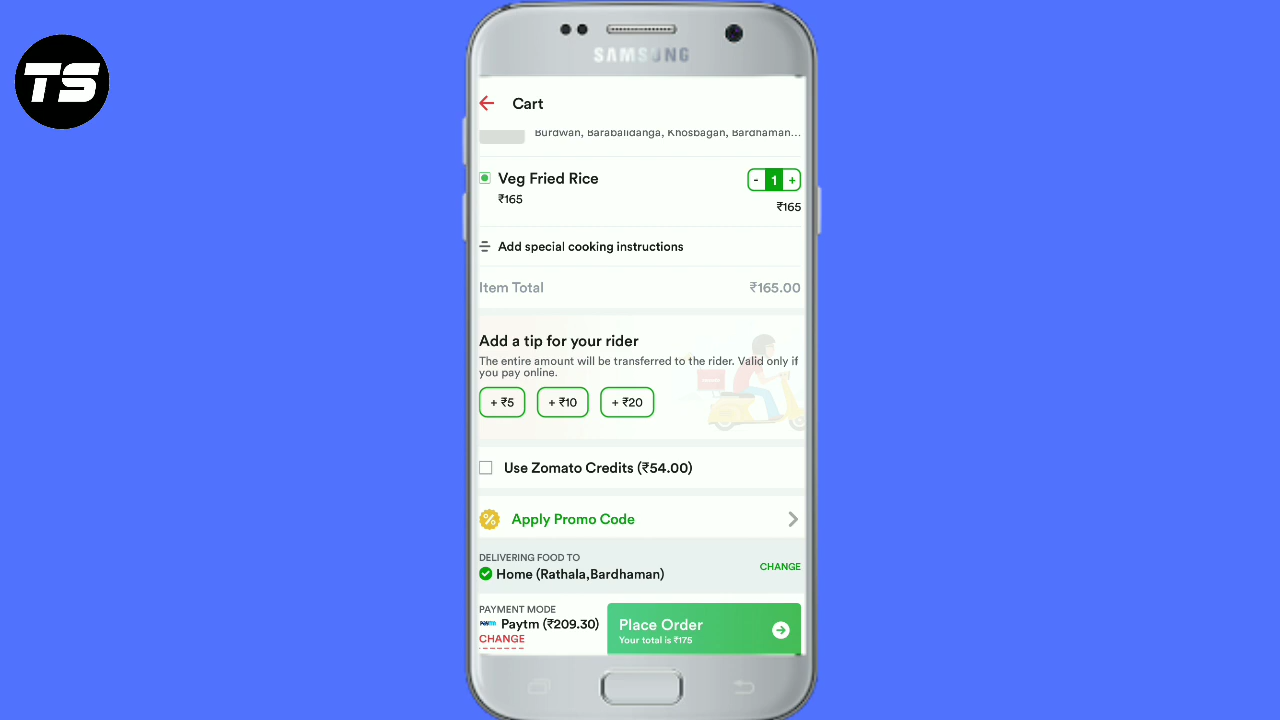 TS
SAMSUNG
Cart
Burdwan, Barabalidanga, Khosbagan, Bardhaman...
Veg Fried Rice
- 1 +
₹165
₹165
Add special cooking instructions
Item Total ₹165.00
Add a tip for your rider
The entire amount will be transferred to the rider. Valid only if
you pay online.
+ ₹5 + ₹10 + ₹20
Use Zomato Credits (₹54.00)
% Apply Promo Code
DELIVERING FOOD TO
Home (Rathala,Bardhaman)
CHANGE
PAYMENT MODE
Paytm Paytm (₹209.30)
CHANGE
Place Order
Your total is ₹175